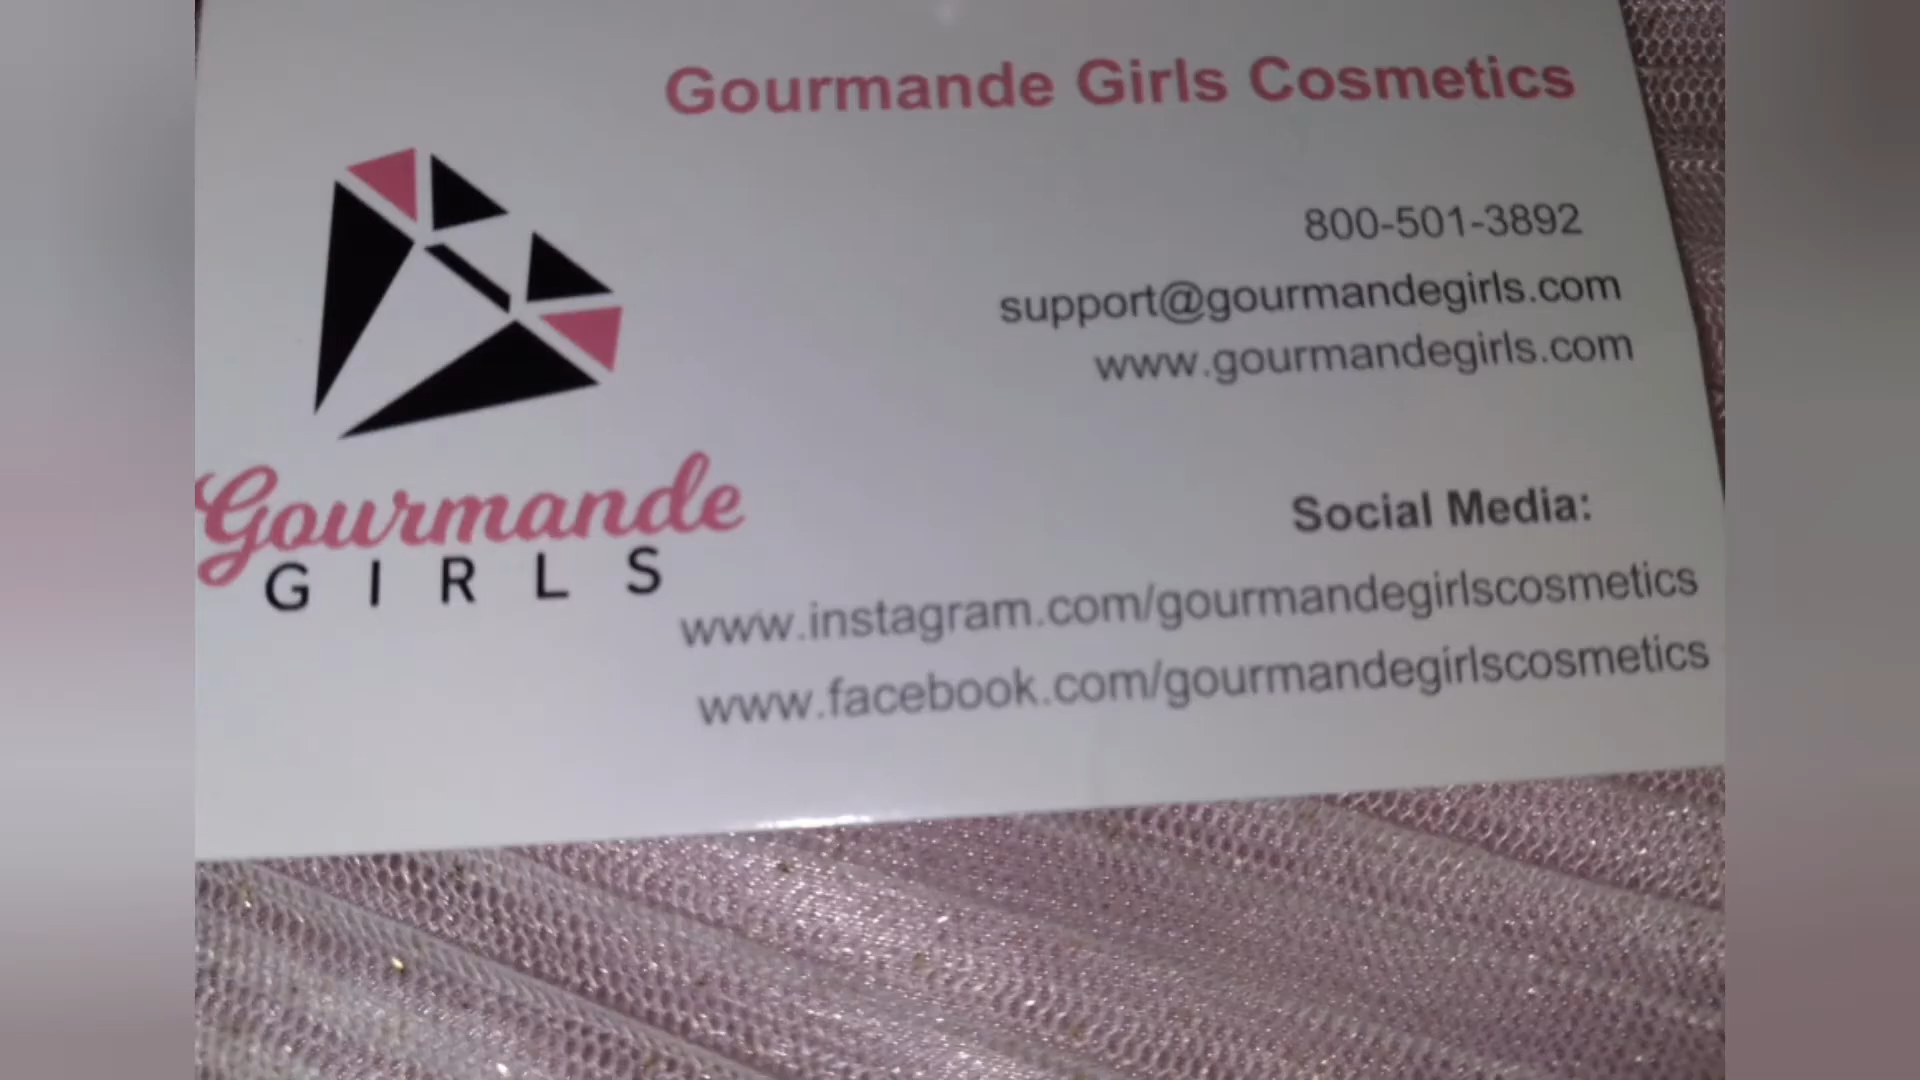 Gourmande Girls Cosmetics
800-501-3892
support@gourmandegirls.com
www.gourmandegirls.com
Gourmande
GIRLS
Social Media:
www.instagram.com/gourmandegirlscosmetics
www.facebook.com/gourmandegirlscosmetics